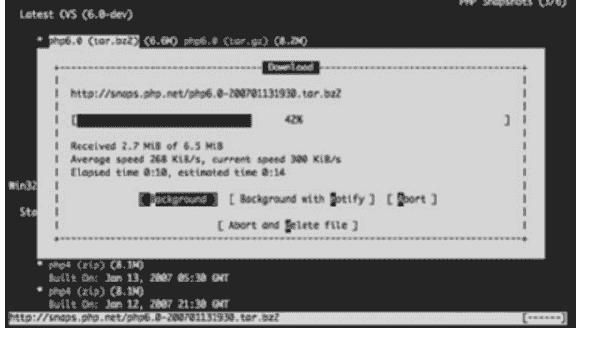 PHP Snapshots (3/6)
Latest CVS (6.0-dev)
* php6.0 (tar.bz2) (6.6M) php6.0 (tar.gz) (8.2M)
Download
http://snaps.php.net/php6.0-200701131930.tar.bz2
[ 42% ]
Received 2.7 MiB of 6.5 MiB
Average speed 268 KiB/s, current speed 300 KiB/s
Elapsed time 0:10, estimated time 0:14
[ Background ] [ Background with Notify ] [ Abort ]
Win32
Sta
[ Abort and Delete file ]
* php4 (zip) (8.1M)
Built On: Jan 13, 2007 05:30 GMT
* php4 (zip) (8.1M)
Built On: Jan 12, 2007 21:30 GMT
http://snaps.php.net/php6.0-200701131930.tar.bz2 [------]